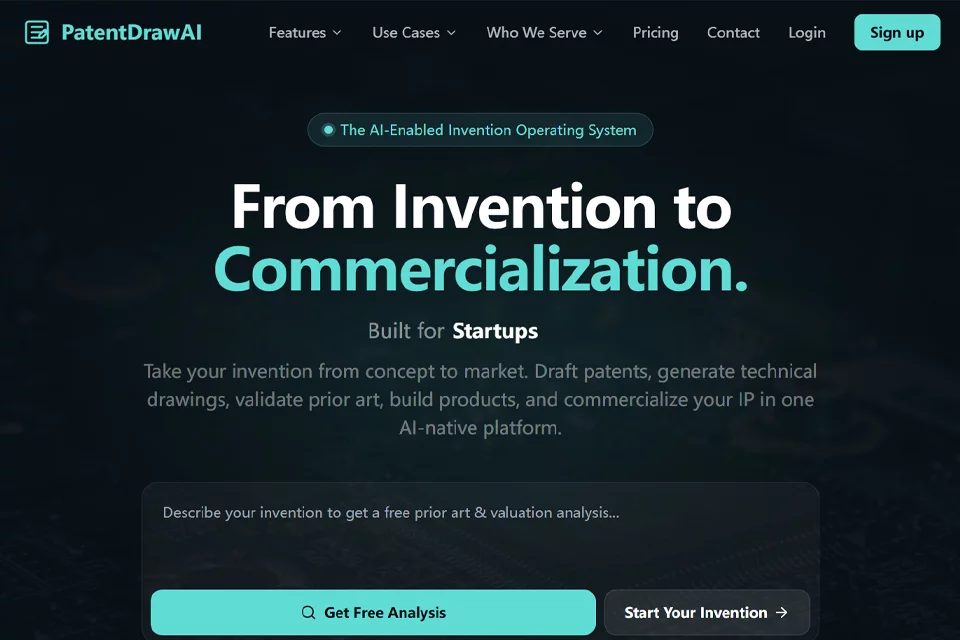 PatentDrawAI
Features
Use Cases
Who We Serve
Pricing
Contact
Login
Sign up
The AI-Enabled Invention Operating System
From Invention to
Commercialization.
Built for Startups
Take your invention from concept to market. Draft patents, generate technical
drawings, validate prior art, build products, and commercialize your IP in one
AI-native platform.
Describe your invention to get a free prior art & valuation analysis...
Get Free Analysis
Start Your Invention →